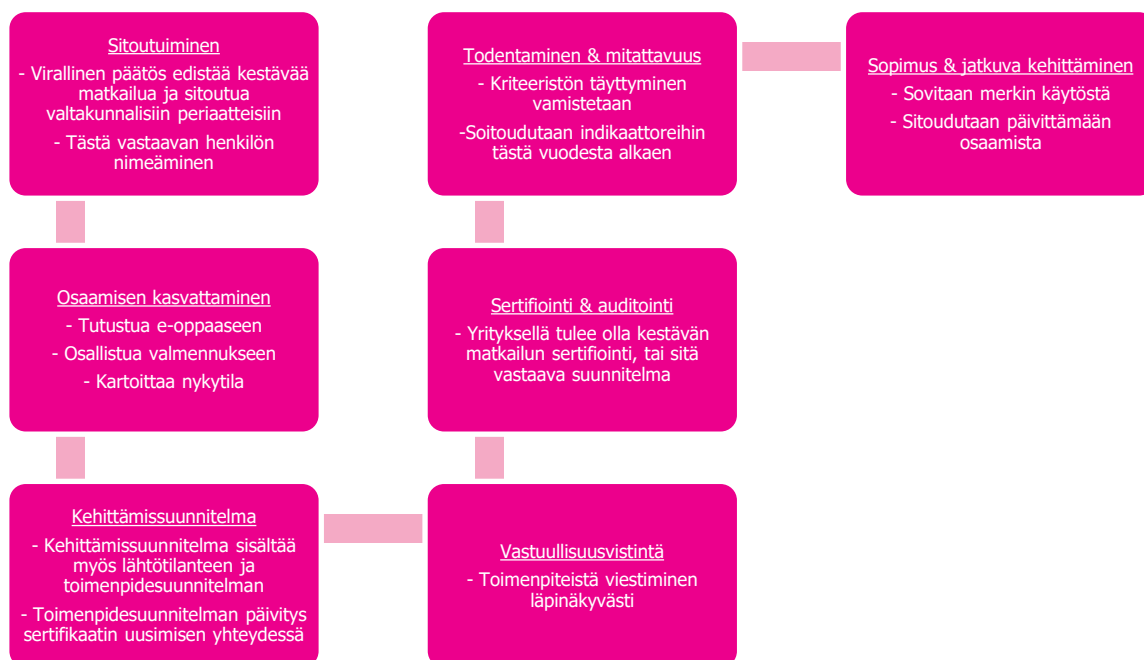 Sitoutuiminen
- Virallinen päätös edistää kestävää
matkailua ja sitoutua
valtakunnalisiin periaatteisiin
- Tästä vastaavan henkilön
nimeäminen
Osaamisen kasvattaminen
- Tutustua e-oppaaseen
- Osallistua valmennukseen
- Kartoittaa nykytila
Kehittämissuunnitelma
- Kehittämissuunnitelma sisältää
myös lähtötilanteen ja
toimenpidesuunnitelman
- Toimenpidesuunnitelman päivitys
sertifikaatin uusimisen yhteydessä
Vastuullisuusvistintä
- Toimenpiteistä viestiminen
läpinäkyvästi
Sertifiointi & auditointi
- Yrityksellä tulee olla kestävän
matkailun sertifiointi, tai sitä
vastaava suunnitelma
Todentaminen & mitattavuus
- Kriteeristön täyttyminen
vamistetaan
-Soitoudutaan indikaattoreihin
tästä vuodesta alkaen
Sopimus & jatkuva kehittäminen
- Sovitaan merkin käytöstä
- Sitoudutaan päivittämään
osaamista